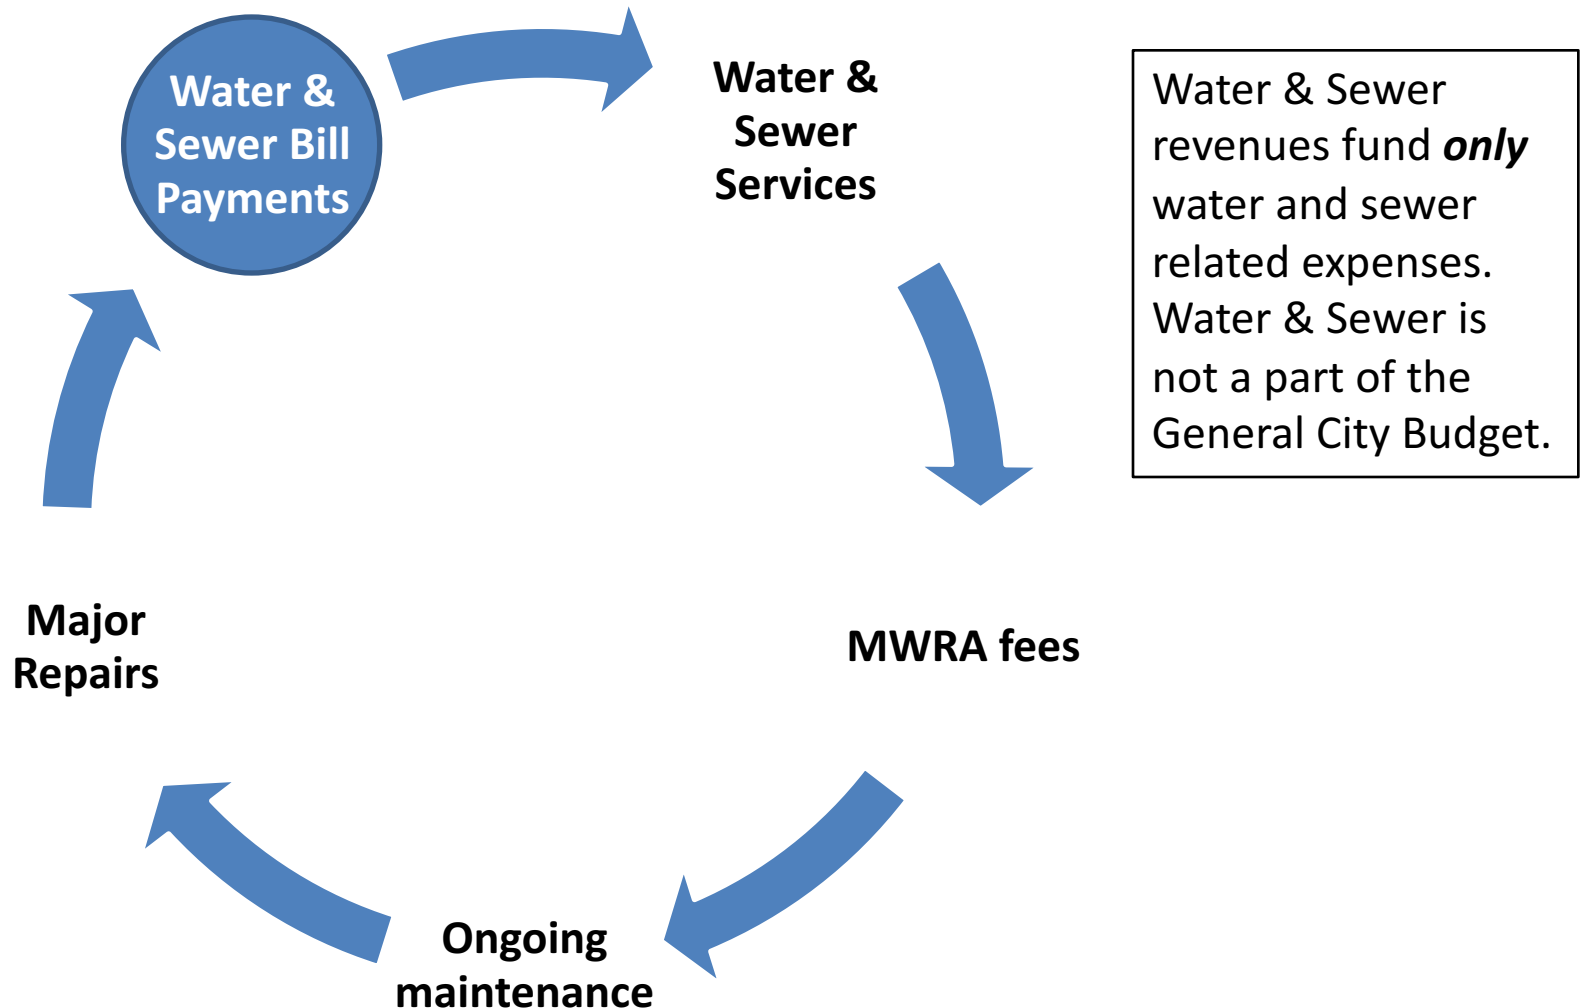 Water &
Sewer Bill
Payments
Water &
Sewer
Services
Water & Sewer
revenues fund only
water and sewer
related expenses.
Water & Sewer is
not a part of the
General City Budget.
MWRA fees
Ongoing
maintenance
Major
Repairs